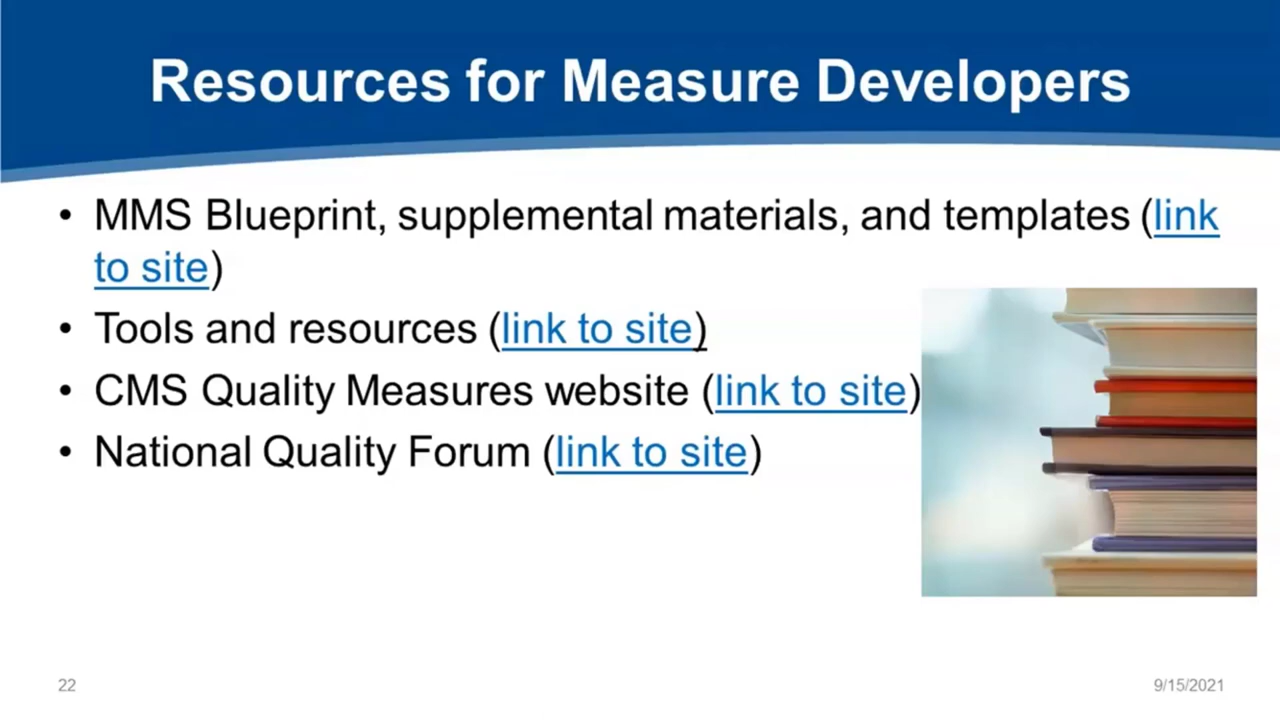 Resources for Measure Developers
• MMS Blueprint, supplemental materials, and templates (link
to site)
• Tools and resources (link to site)
• CMS Quality Measures website (link to site)
• National Quality Forum (link to site)
22
9/15/2021